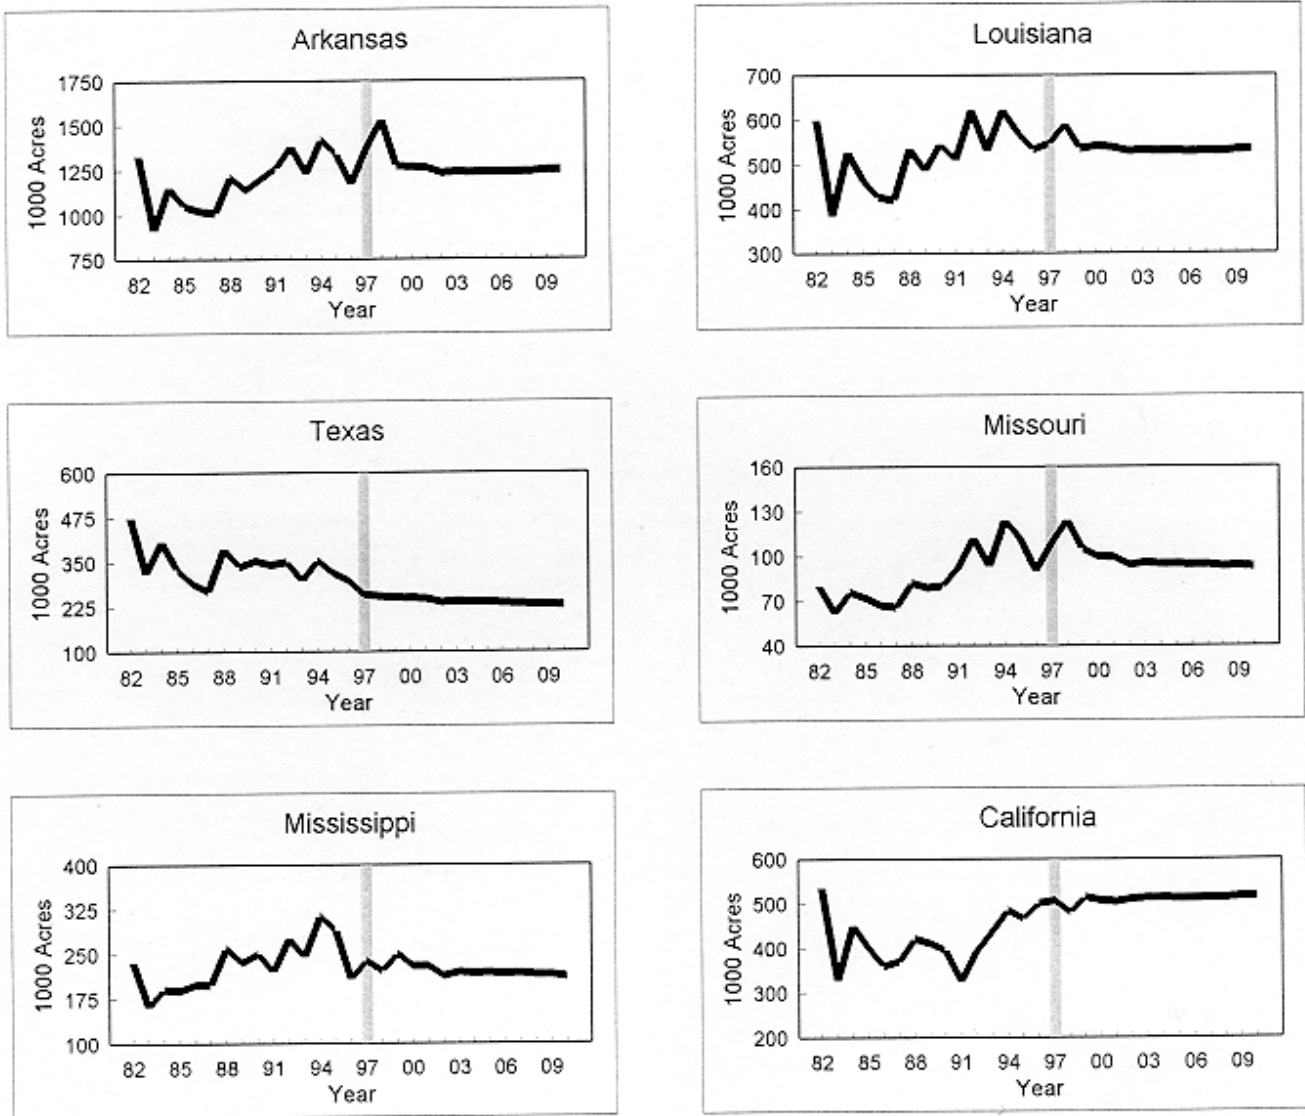 Arkansas
1750
1500
1250
1000
750
1000 Acres
82 85 88 91 94 97 00 03 06 09
Year
Louisiana
700
600
500
400
300
1000 Acres
82 85 88 91 94 97 00 03 06 09
Year
Texas
600
475
350
225
100
1000 Acres
82 85 88 91 94 97 00 03 06 09
Year
Missouri
160
130
100
70
40
1000 Acres
82 85 88 91 94 97 00 03 06 09
Year
Mississippi
400
325
250
175
100
1000 Acres
82 85 88 91 94 97 00 03 06 09
Year
California
600
500
400
300
200
1000 Acres
82 85 88 91 94 97 00 03 06 09
Year